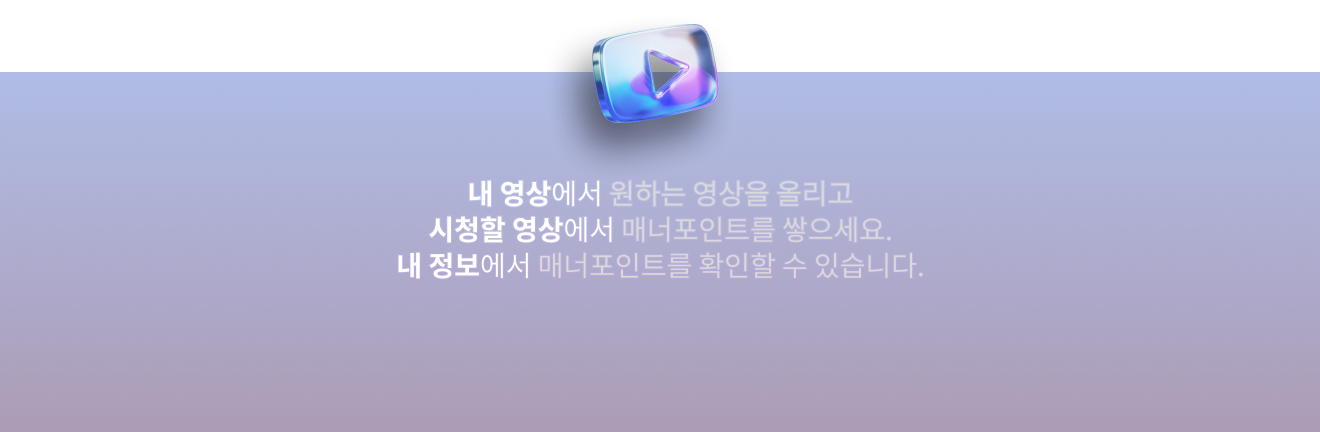 내 영상에서 원하는 영상을 올리고
시청할 영상에서 매너포인트를 쌓으세요.
내 정보에서 매너포인트를 확인할 수 있습니다.